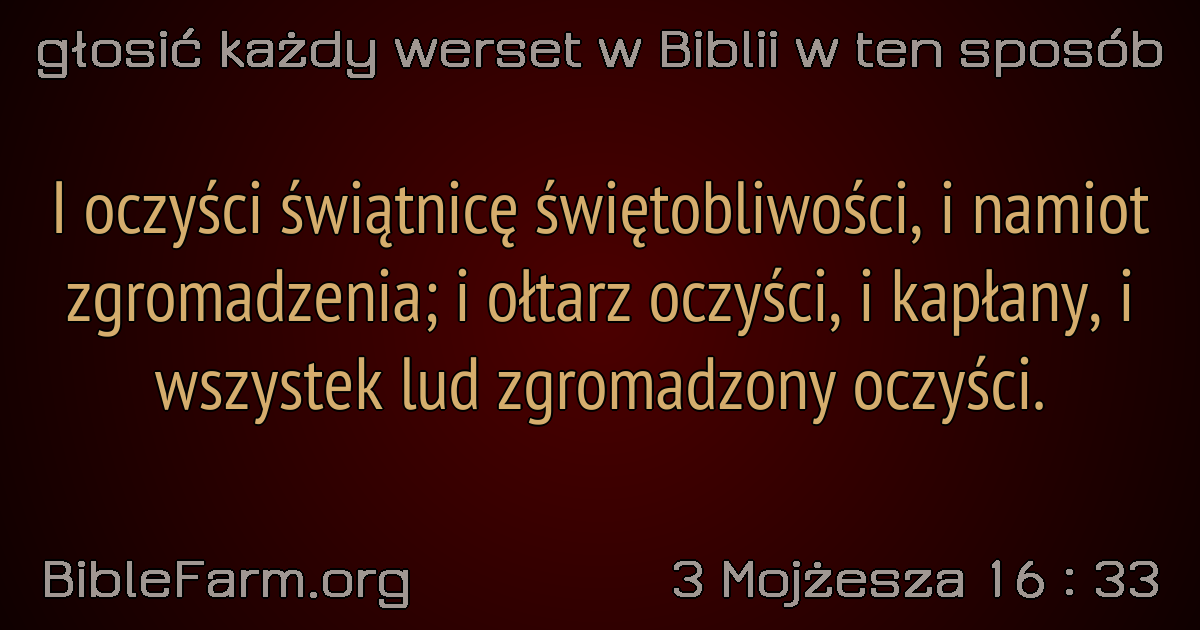 głosić każdy werset w Biblii w ten sposób
I oczyści świątnicę świętobliwości, i namiot
zgromadzenia; i ołtarz oczyści, i kapłany, i
wszystek lud zgromadzony oczyści.
BibleFarm.org
3 Mojżesza 16 : 33